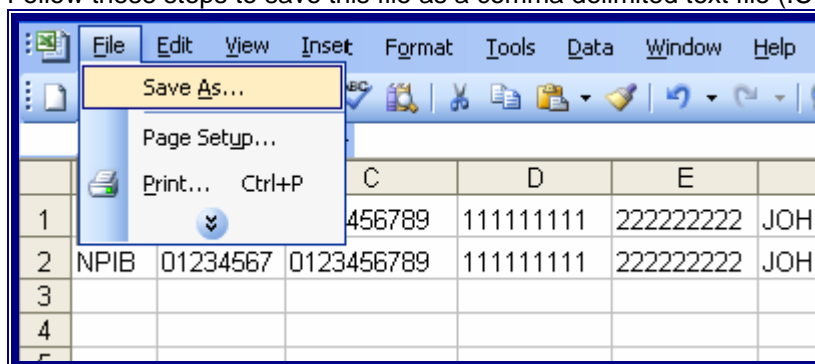 Follow these steps to save this file as a comma delimited text file (.C
File Edit View Inset Format Tools Data Window Help
Save As...
Page Setup...
Print... Ctrl+P
C D E
1 456789 111111111 222222222 JOH
2 NPIB 01234567 0123456789 111111111 222222222 JOH
3
4